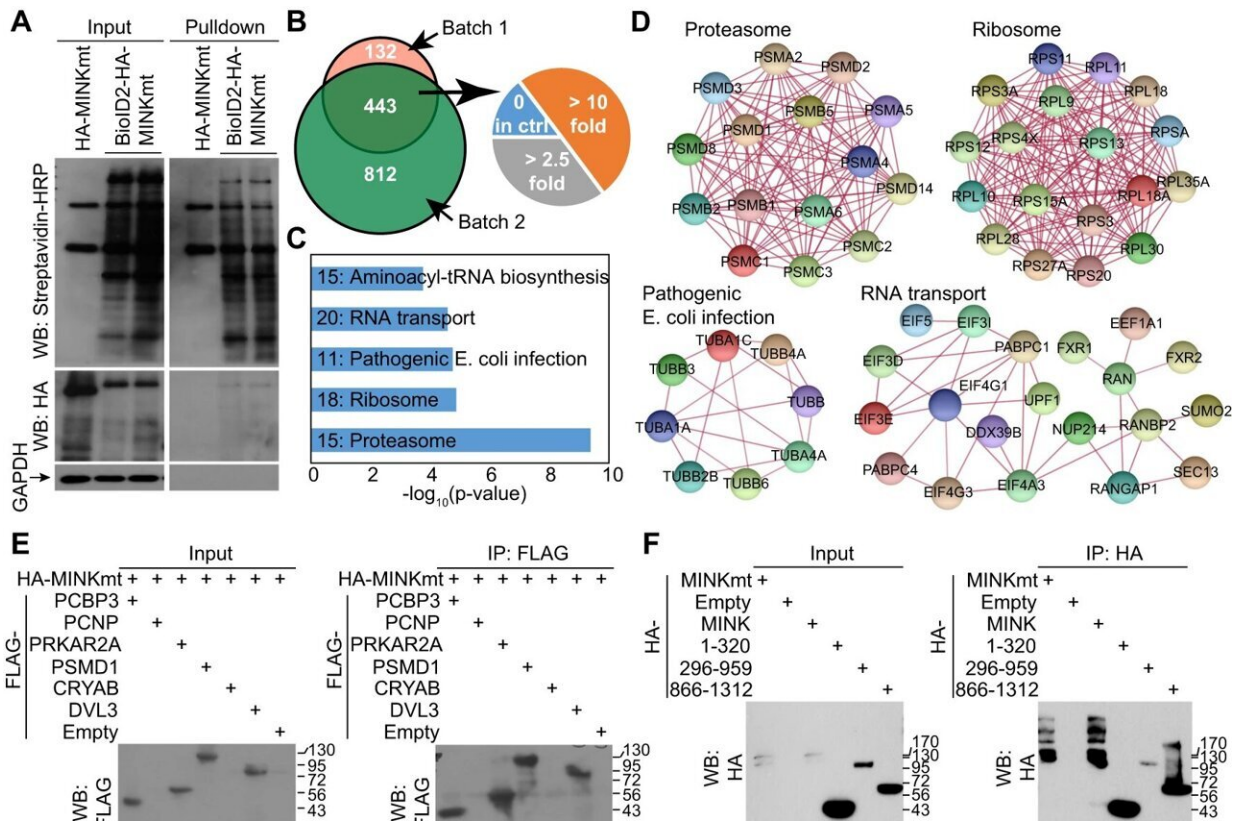 A
Input
Pulldown
HA-MINKmt
BioID2-HA-
MINKmt
HA-MINKmt
BioID2-HA-
MINKmt
WB: Streptavidin-HRP
WB: HA
GAPDH
B
Batch 1
132
443
812
Batch 2
0
in ctrl
> 10
fold
> 2.5
fold
C
15: Aminoacyl-tRNA biosynthesis
20: RNA transport
11: Pathogenic E. coli infection
18: Ribosome
15: Proteasome
0 2 4 6 8 10
-log10(p-value)
D
Proteasome
PSMA2
PSMD2
PSMD3
PSMB5
PSMA5
PSMD1
PSMD8
PSMA4
PSMD14
PSMB2
PSMB1
PSMA6
PSMC2
PSMC1
PSMC3
Ribosome
RPS11
RPL11
RPS3A
RPL9
RPL18
RPS12
RPS4X
RPS13
RPSA
RPL10
RPS15A
RPL18A
RPL35A
RPL28
RPS3
RPL30
RPS27A
RPS20
Pathogenic
E. coli infection
TUBA1C
TUBB4A
TUBB3
TUBB
TUBA1A
TUBA4A
TUBB2B
TUBB6
RNA transport
EIF5
EIF3I
EEF1A1
EIF3D
PABPC1
FXR1
FXR2
RAN
EIF4G1
EIF3E
UPF1
SUMO2
DDX39B
NUP214
RANBP2
PABPC4
EIF4G3
EIF4A3
RANGAP1
SEC13
E
Input
HA-MINKmt + + + + + + +
FLAG-
PCBP3 +
PCNP +
PRKAR2A +
PSMD1 +
CRYAB +
DVL3 +
Empty +
WB:
FLAG
130
95
72
56
43
IP: FLAG
HA-MINKmt + + + + + + +
FLAG-
PCBP3 +
PCNP +
PRKAR2A +
PSMD1 +
CRYAB +
DVL3 +
Empty +
WB:
FLAG
130
95
72
56
43
F
Input
HA-
MINKmt +
Empty +
MINK +
1-320 +
296-959 +
866-1312 +
WB:
HA
170
130
95
72
56
43
IP: HA
HA-
MINKmt +
Empty +
MINK +
1-320 +
296-959 +
866-1312 +
WB:
HA
170
130
95
72
56
43